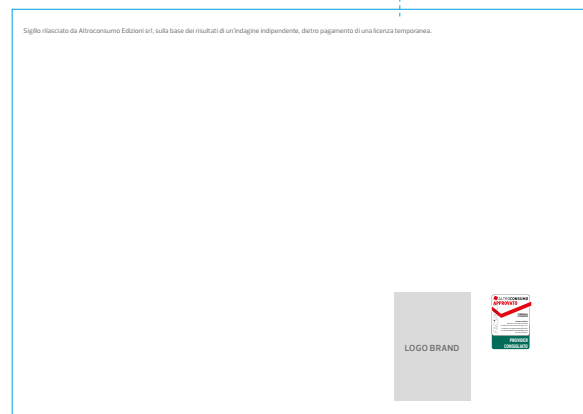 Sigillo rilasciato da Altroconsumo Edizioni srl, sulla base dei risultati di un'indagine indipendente, dietro pagamento di una licenza temporanea.
ALTROCONSUMO
APPROVATO
LOGO BRAND
PROVIDER
CONSIGLIATO